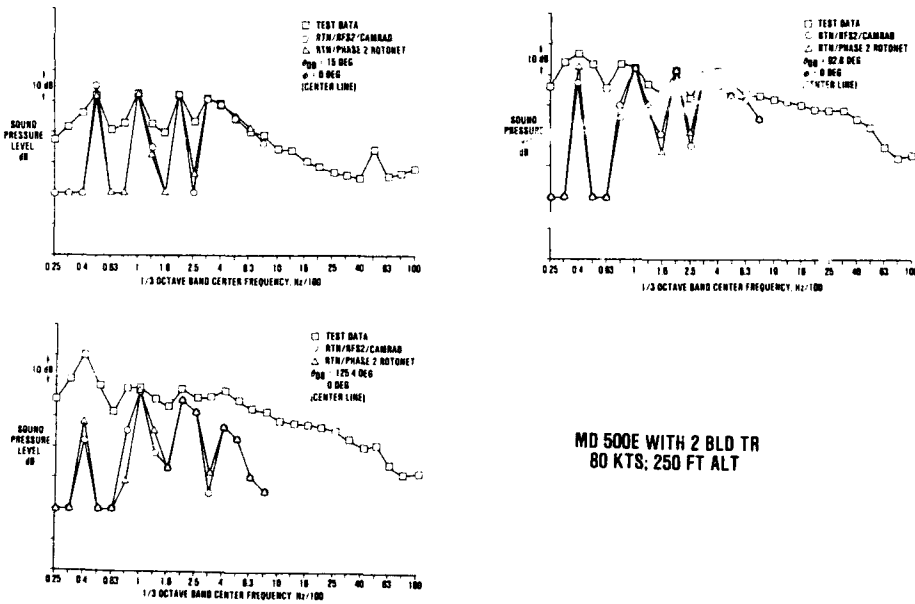 □ TEST DATA
○ RTN/RFS2/CAMRAD
△ RTN/PHASE 2 ROTONET
θDB · 15 DEG
ϕ · 0 DEG
(CENTER LINE)
10 dB
SOUND
PRESSURE
LEVEL
dB
0.25 0.4 0.63 1.0 1.6 2.5 4 6.3 10 16 25 40 63 100
1/3 OCTAVE BAND CENTER FREQUENCY, Hz/100
□ TEST DATA
RTN/RFS2/CAMRAD
△ RTN/PHASE 2 ROTONET
0 DEG
10 dB
SOUND
PRESSURE
LEVEL
dB
0.25 0.4 0.63 1 1.6 2.5 4 6.3 10 16 25 40 63 100
1/3 OCTAVE BAND CENTER FREQUENCY, Hz/100
□ TEST DATA
RTN/RFS2/CAMRAD
△ RTN/PHASE 2 ROTONET
θDB · 125.4 DEG
0 DEG
(CENTER LINE)
10 dB
SOUND
PRESSURE
LEVEL
dB
0.25 0.4 0.63 1 1.6 2.5 4 6.3 10 16 25 40 63 100
1/3 OCTAVE BAND CENTER FREQUENCY, Hz/100
MD 500E WITH 2 BLD TR
80 KTS; 250 FT ALT